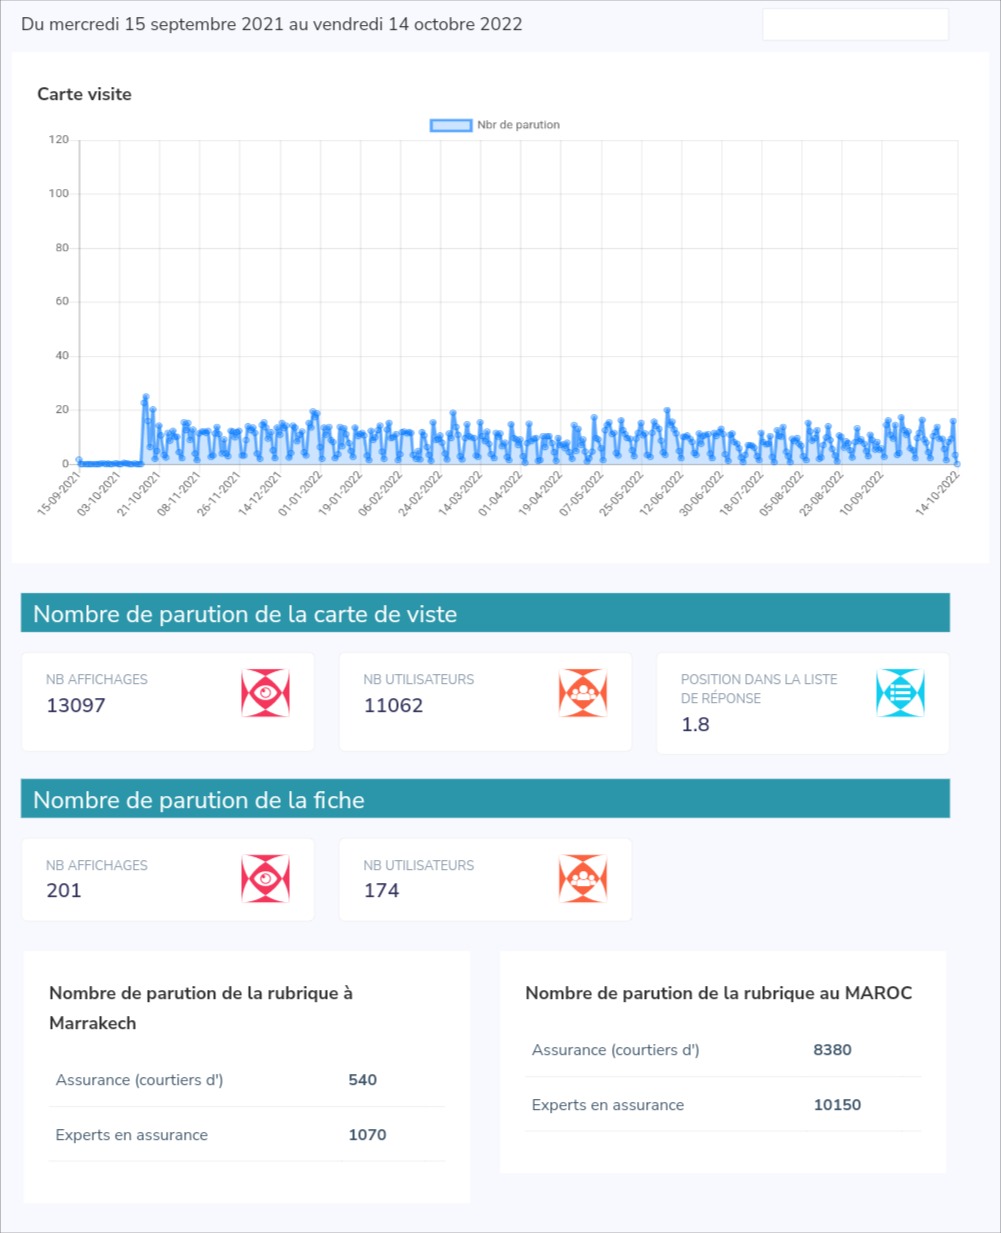 Du mercredi 15 septembre 2021 au vendredi 14 octobre 2022
Carte visite
Nbr de parution
120
100
80
60
40
20
0
15-09-2021
03-10-2021
21-10-2021
08-11-2021
26-11-2021
14-12-2021
01-01-2022
19-01-2022
06-02-2022
24-02-2022
14-03-2022
01-04-2022
19-04-2022
07-05-2022
25-05-2022
12-06-2022
30-06-2022
18-07-2022
05-08-2022
23-08-2022
10-09-2022
14-10-2022
Nombre de parution de la carte de viste
NB AFFICHAGES
13097
NB UTILISATEURS
11062
POSITION DANS LA LISTE
DE RÉPONSE
1.8
Nombre de parution de la fiche
NB AFFICHAGES
201
NB UTILISATEURS
174
Nombre de parution de la rubrique à
Marrakech
Assurance (courtiers d') 540
Experts en assurance 1070
Nombre de parution de la rubrique au MAROC
Assurance (courtiers d') 8380
Experts en assurance 10150